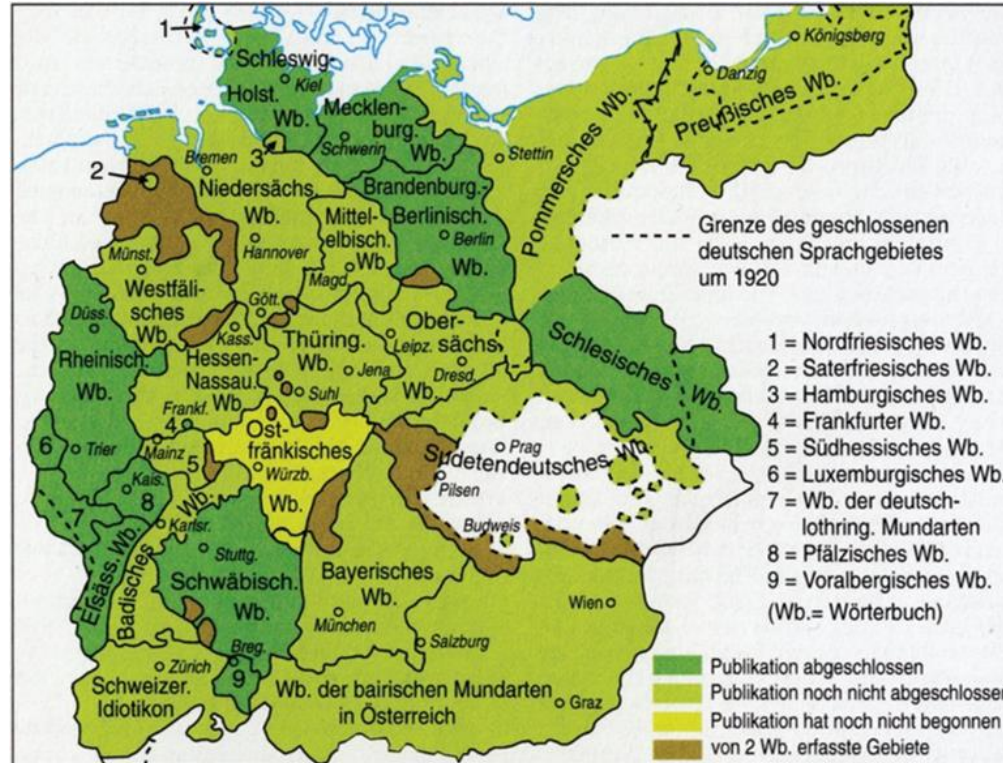 1
Schleswig-
Kiel
Holst.
Wb.
Mecklen-
burg.
Schwerin
Wb.
3
Königsberg
Danzig
Preußisches Wb.
Pommersches Wb.
Stettin
2
Bremen
Niedersächs.
Wb.
Hannover
Brandenburg.-
Berlinisch.
Berlin
Wb.
Mittel-
elbisch.
Wb.
Magd.
Grenze des geschlossenen
deutschen Sprachgebietes
um 1920
Münst.
Westfäli-
sches
Wb.
Gött.
Kass.
Düss.
Rheinisch.
Wb.
Trier
Hessen-
Nassau.
Wb.
Frankf.
4
Thüring.
Wb.
Jena
Suhl
Ober-
sächs.
Leipz.
Dresd.
Wb.
Schlesisches Wb.
1 = Nordfriesisches Wb.
2 = Saterfriesisches Wb.
3 = Hamburgisches Wb.
4 = Frankfurter Wb.
5 = Südhessisches Wb.
6 = Luxemburgisches Wb.
7 = Wb. der deutsch-
lothring. Mundarten
8 = Pfälzisches Wb.
9 = Voralbergisches Wb.
(Wb.= Wörterbuch)
6
Mainz
5
Ost-
fränkisches
Würzb.
Wb.
Prag
Sudetendeutsches Wb.
Pilsen
Budweis
7
Kais.
8
Elsäss. Wb.
Badisches Wb.
Karlsr.
Stuttg.
Schwäbisch.
Wb.
Bayerisches
Wb.
München
Wien
Salzburg
Breg.
9
Zürich
Schweizer.
Idiotikon
Wb. der bairischen Mundarten
in Österreich
Graz
Publikation abgeschlossen
Publikation noch nicht abgeschlossen
Publikation hat noch nicht begonnen
von 2 Wb. erfasste Gebiete